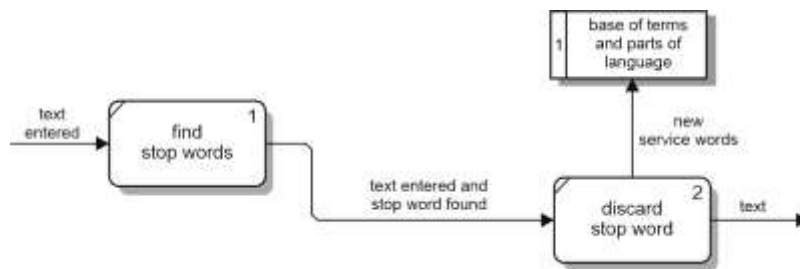 base of terms
and parts of
language
1
text
entered
1
find
stop words
new
service words
text entered and
stop word found
2
discard
stop word
text